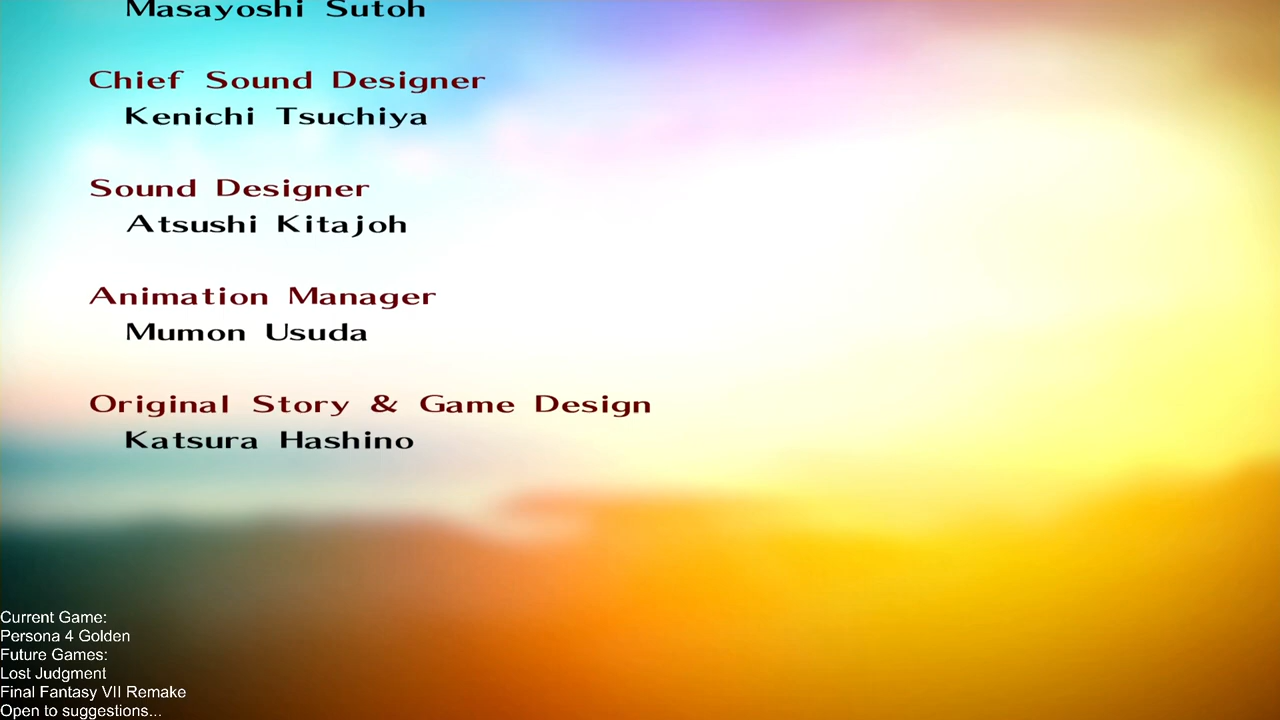 Masayoshi Sutoh
Chief Sound Designer
Kenichi Tsuchiya
Sound Designer
Atsushi Kitajoh
Animation Manager
Mumon Usuda
Original Story & Game Design
Katsura Hashino
Current Game:
Persona 4 Golden
Future Games:
Lost Judgment
Final Fantasy VII Remake
Open to suggestions...